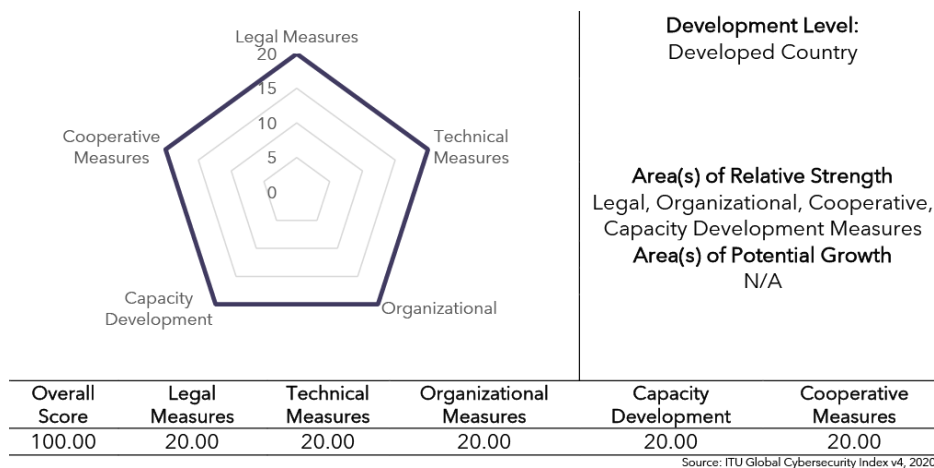 Legal Measures
20
15
10
5
0
Technical
Measures
Organizational
Capacity
Development
Cooperative
Measures
Development Level:
Developed Country
Area(s) of Relative Strength
Legal, Organizational, Cooperative,
Capacity Development Measures
Area(s) of Potential Growth
N/A
Overall Score Legal Measures Technical Measures Organizational Measures Capacity Development Cooperative Measures
100.00 20.00 20.00 20.00 20.00 20.00
Source: ITU Global Cybersecurity Index v4, 2020